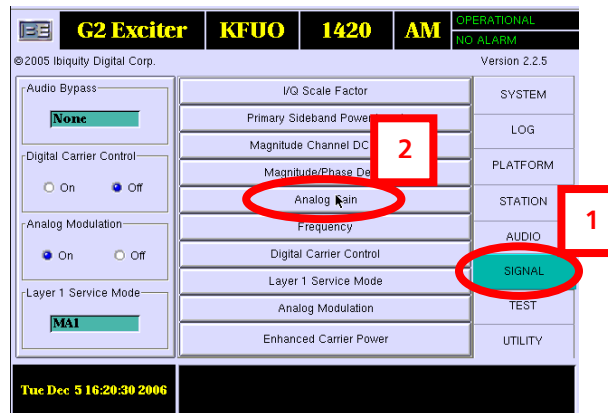 G2 Exciter KFUO 1420 AM OPERATIONAL
NO ALARM
©2005 Ibiquity Digital Corp. Version 2.2.5
Audio Bypass
None
Digital Carrier Control
On Off
Analog Modulation
On Off
Layer 1 Service Mode
MA1
I/Q Scale Factor
Primary Sideband Power
Magnitude Channel DC
Magnitude/Phase
Analog Gain
Frequency
Digital Carrier Control
Layer 1 Service Mode
Analog Modulation
Enhanced Carrier Power
2
SYSTEM
LOG
PLATFORM
STATION
AUDIO
SIGNAL
TEST
UTILITY
1
Tue Dec 5 16:20:30 2006